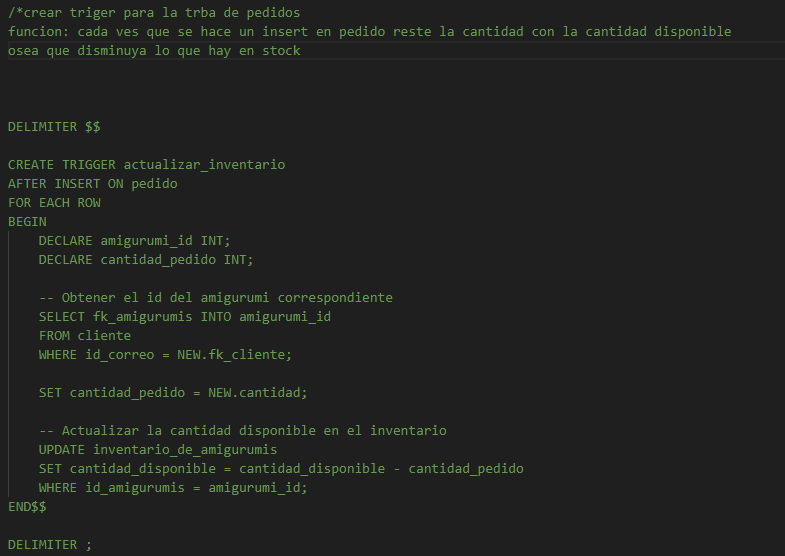 /*crear triger para la trba de pedidos
funcion: cada ves que se hace un insert en pedido reste la cantidad con la cantidad disponible
osea que disminuya lo que hay en stock
DELIMITER $$
CREATE TRIGGER actualizar_inventario
AFTER INSERT ON pedido
FOR EACH ROW
BEGIN
    DECLARE amigurumi_id INT;
    DECLARE cantidad_pedido INT;
    -- Obtener el id del amigurumi correspondiente
    SELECT fk_amigurumis INTO amigurumi_id
    FROM cliente
    WHERE id_correo = NEW.fk_cliente;
    SET cantidad_pedido = NEW.cantidad;
    -- Actualizar la cantidad disponible en el inventario
    UPDATE inventario_de_amigurumis
    SET cantidad_disponible = cantidad_disponible - cantidad_pedido
    WHERE id_amigurumis = amigurumi_id;
END$$
DELIMITER ;